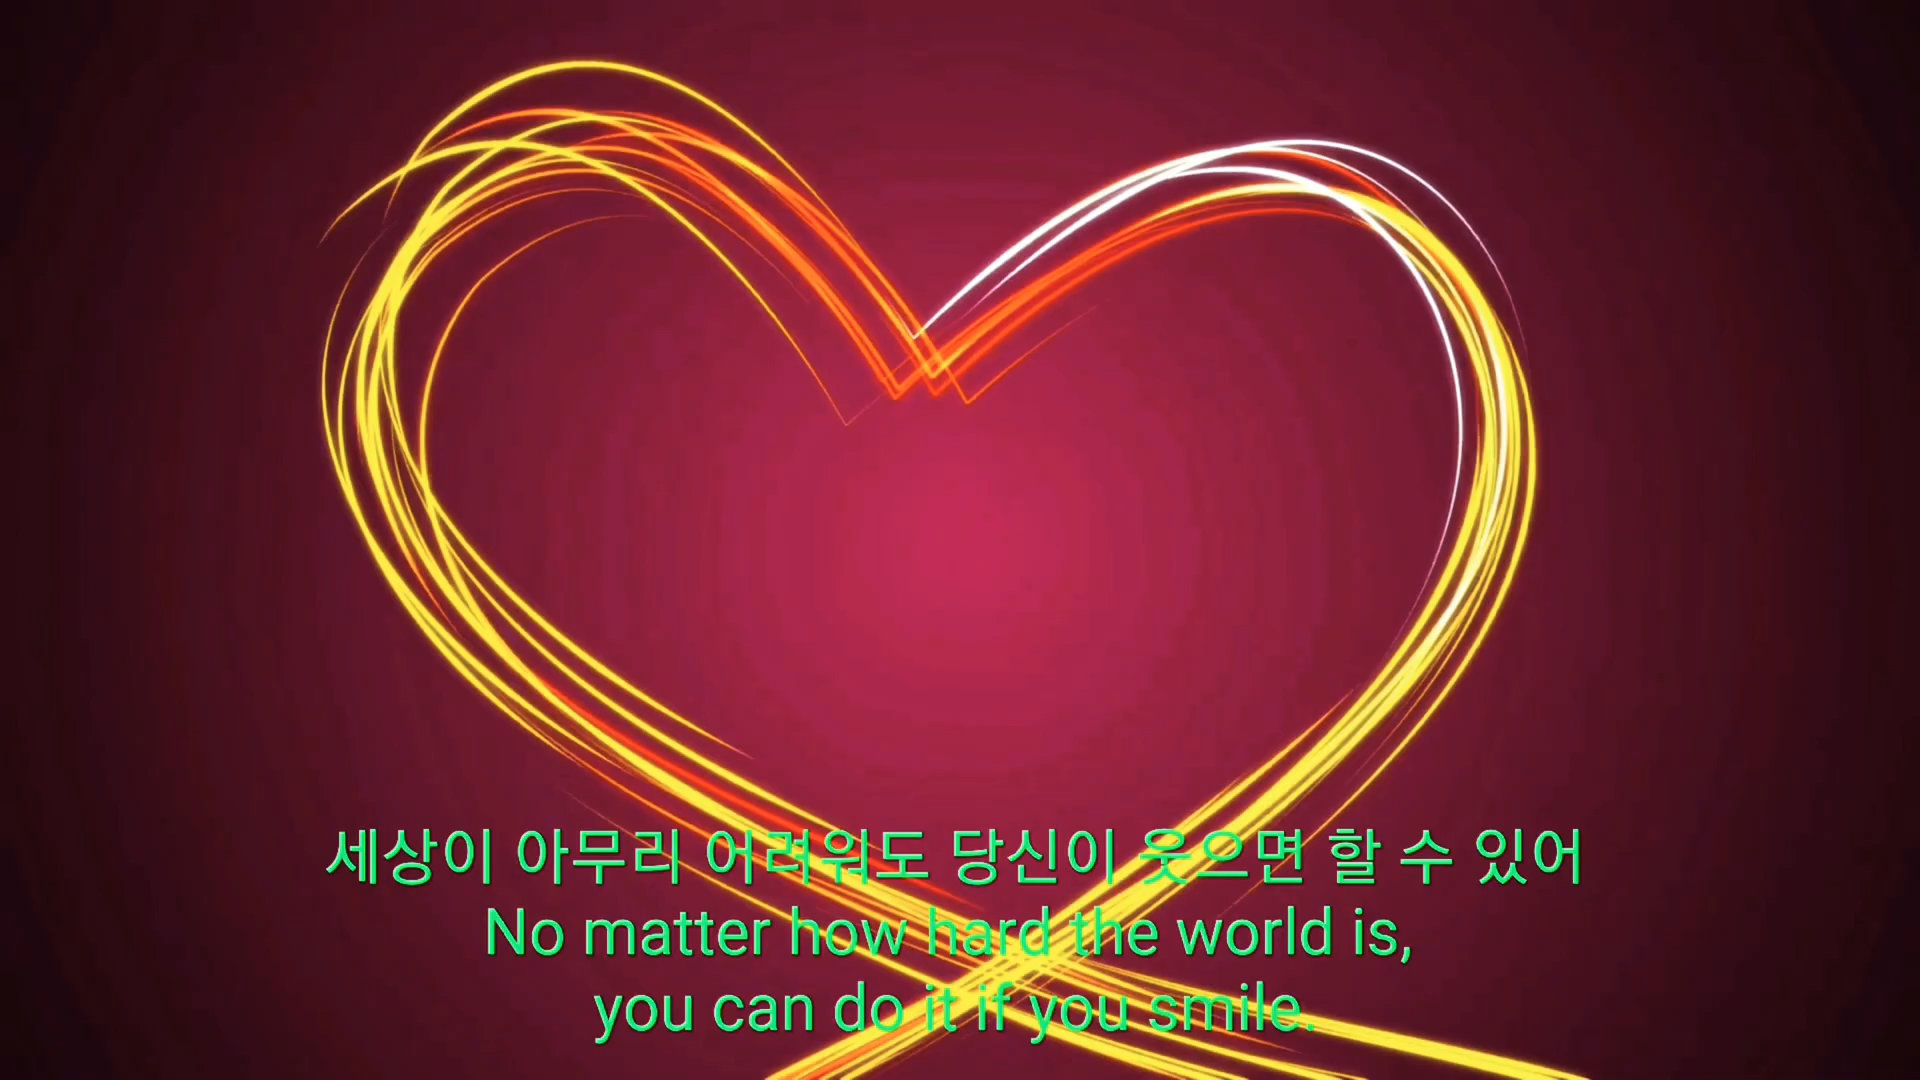 세상이 아무리 어려워도 당신이 웃으면 할 수 있어
No matter how hard the world is,
you can do it if you smile.